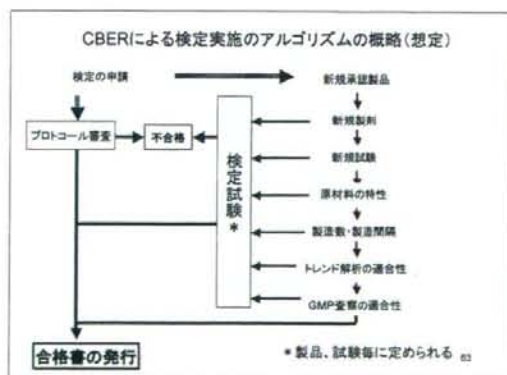 CBERによる検定実施のアルゴリズムの概略(想定)
検定の申請
新規承認製品
プロトコール審査
不合格
検定試験*
新規製剤
新規試験
原材料の特性
製造数・製造間隔
トレンド解析の適合性
GMP査察の適合性
合格書の発行
*製品、試験毎に定められる
63